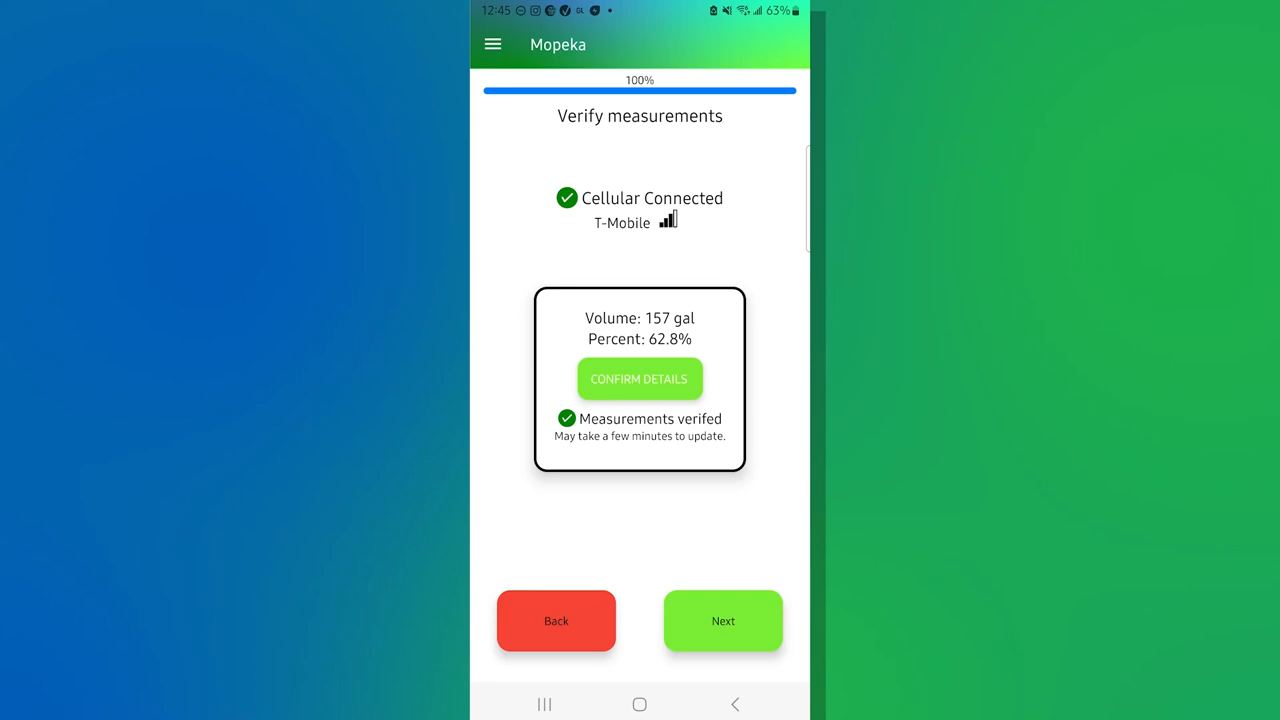 12:45 GL 63%
Mopeka
100%
Verify measurements
Cellular Connected
T-Mobile
Volume: 157 gal
Percent: 62.8%
CONFIRM DETAILS
Measurements verifed
May take a few minutes to update.
Back Next